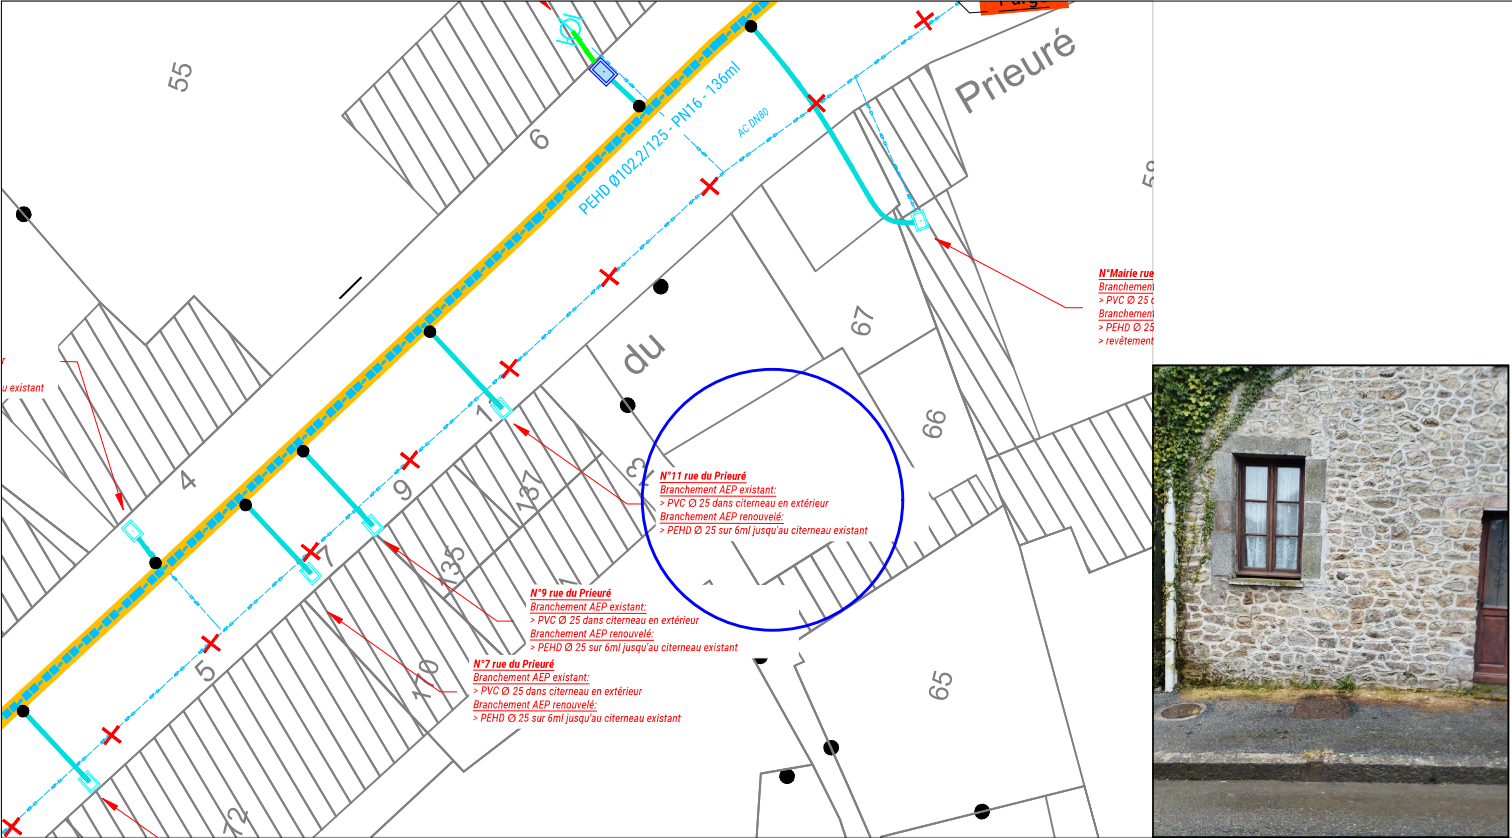 55
Prieuré
6
PEHD Ø102,2/125 - PN16 - 136ml
AC DN80
N°Mairie rue
Branchement
> PVC Ø 25
Branchement
> PEHD Ø 25
> revêtement
67
du
u existant
66
4
9
137
N°11 rue du Prieuré
Branchement AEP existant:
> PVC Ø 25 dans citerneau en extérieur
Branchement AEP renouvelé:
> PEHD Ø 25 sur 6ml jusqu'au citerneau existant
7
135
N°9 rue du Prieuré
Branchement AEP existant:
> PVC Ø 25 dans citerneau en extérieur
Branchement AEP renouvelé:
> PEHD Ø 25 sur 6ml jusqu'au citerneau existant
5
65
N°7 rue du Prieuré
Branchement AEP existant:
> PVC Ø 25 dans citerneau en extérieur
Branchement AEP renouvelé:
> PEHD Ø 25 sur 6ml jusqu'au citerneau existant
12